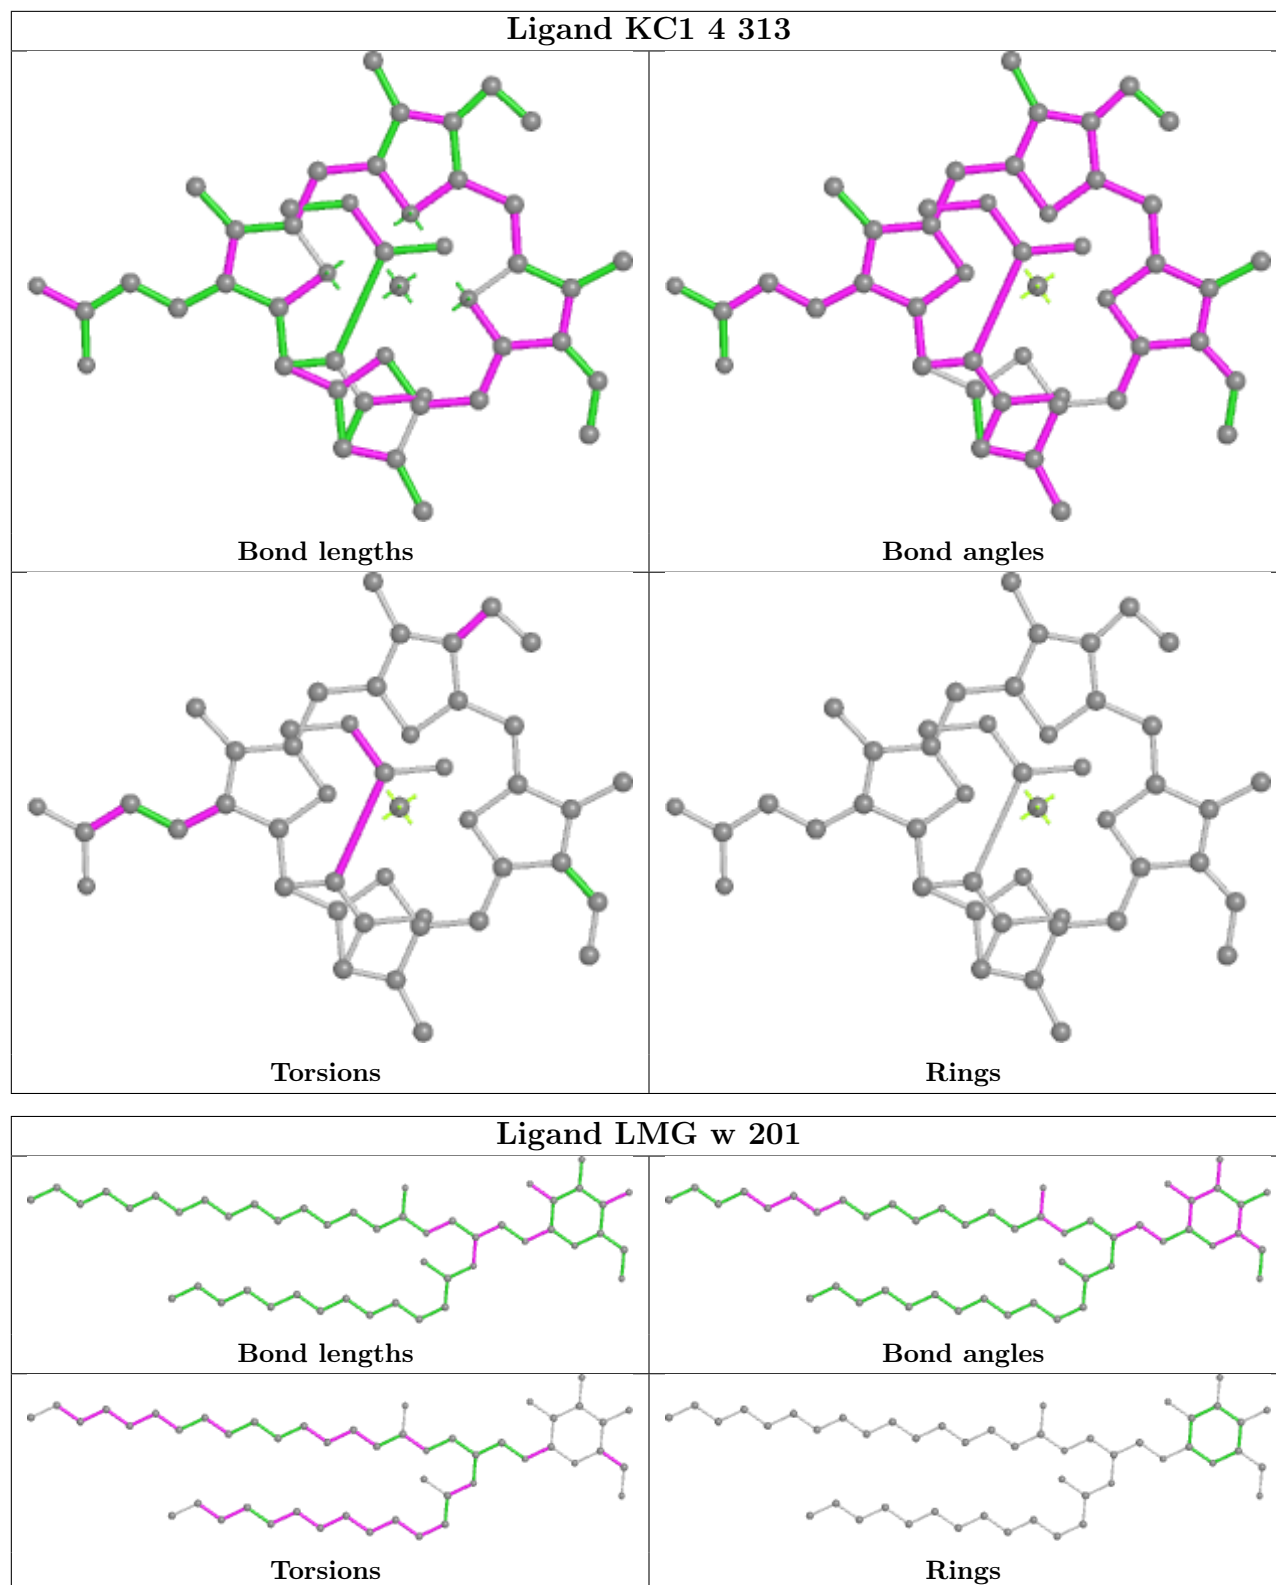 Ligand KC1 4 313
Bond lengths
Bond angles
Torsions
Rings
Ligand LMG w 201
Bond lengths
Bond angles
Torsions
Rings